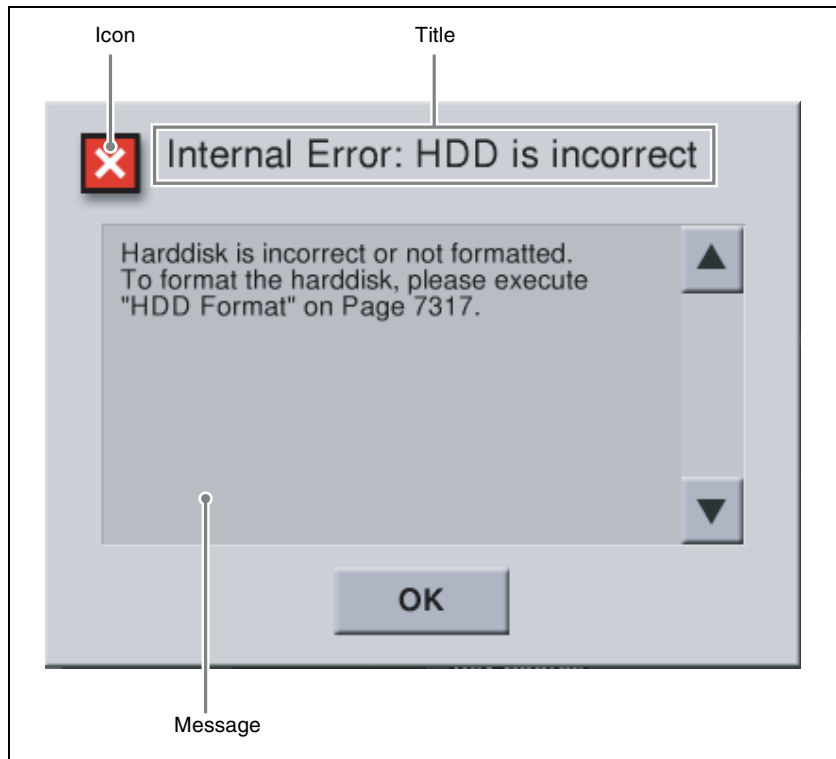 Icon
Title
Internal Error: HDD is incorrect
Harddisk is incorrect or not formatted.
To format the harddisk, please execute
"HDD Format" on Page 7317.
OK
Message